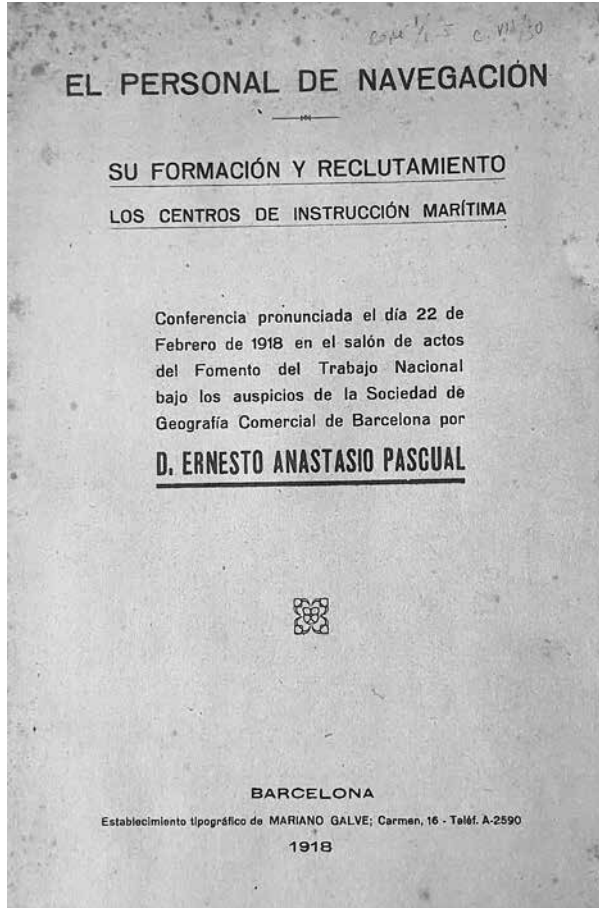 C. VII/30
EL PERSONAL DE NAVEGACIÓN
SU FORMACIÓN Y RECLUTAMIENTO
LOS CENTROS DE INSTRUCCIÓN MARÍTIMA
Conferencia pronunciada el día 22 de
Febrero de 1918 en el salón de actos
del Fomento del Trabajo Nacional
bajo los auspicios de la Sociedad de
Geografía Comercial de Barcelona por
D. ERNESTO ANASTASIO PASCUAL
BARCELONA
Establecimiento tipográfico de MARIANO GALVE; Carmen, 16 - Teléf. A-2590
1918